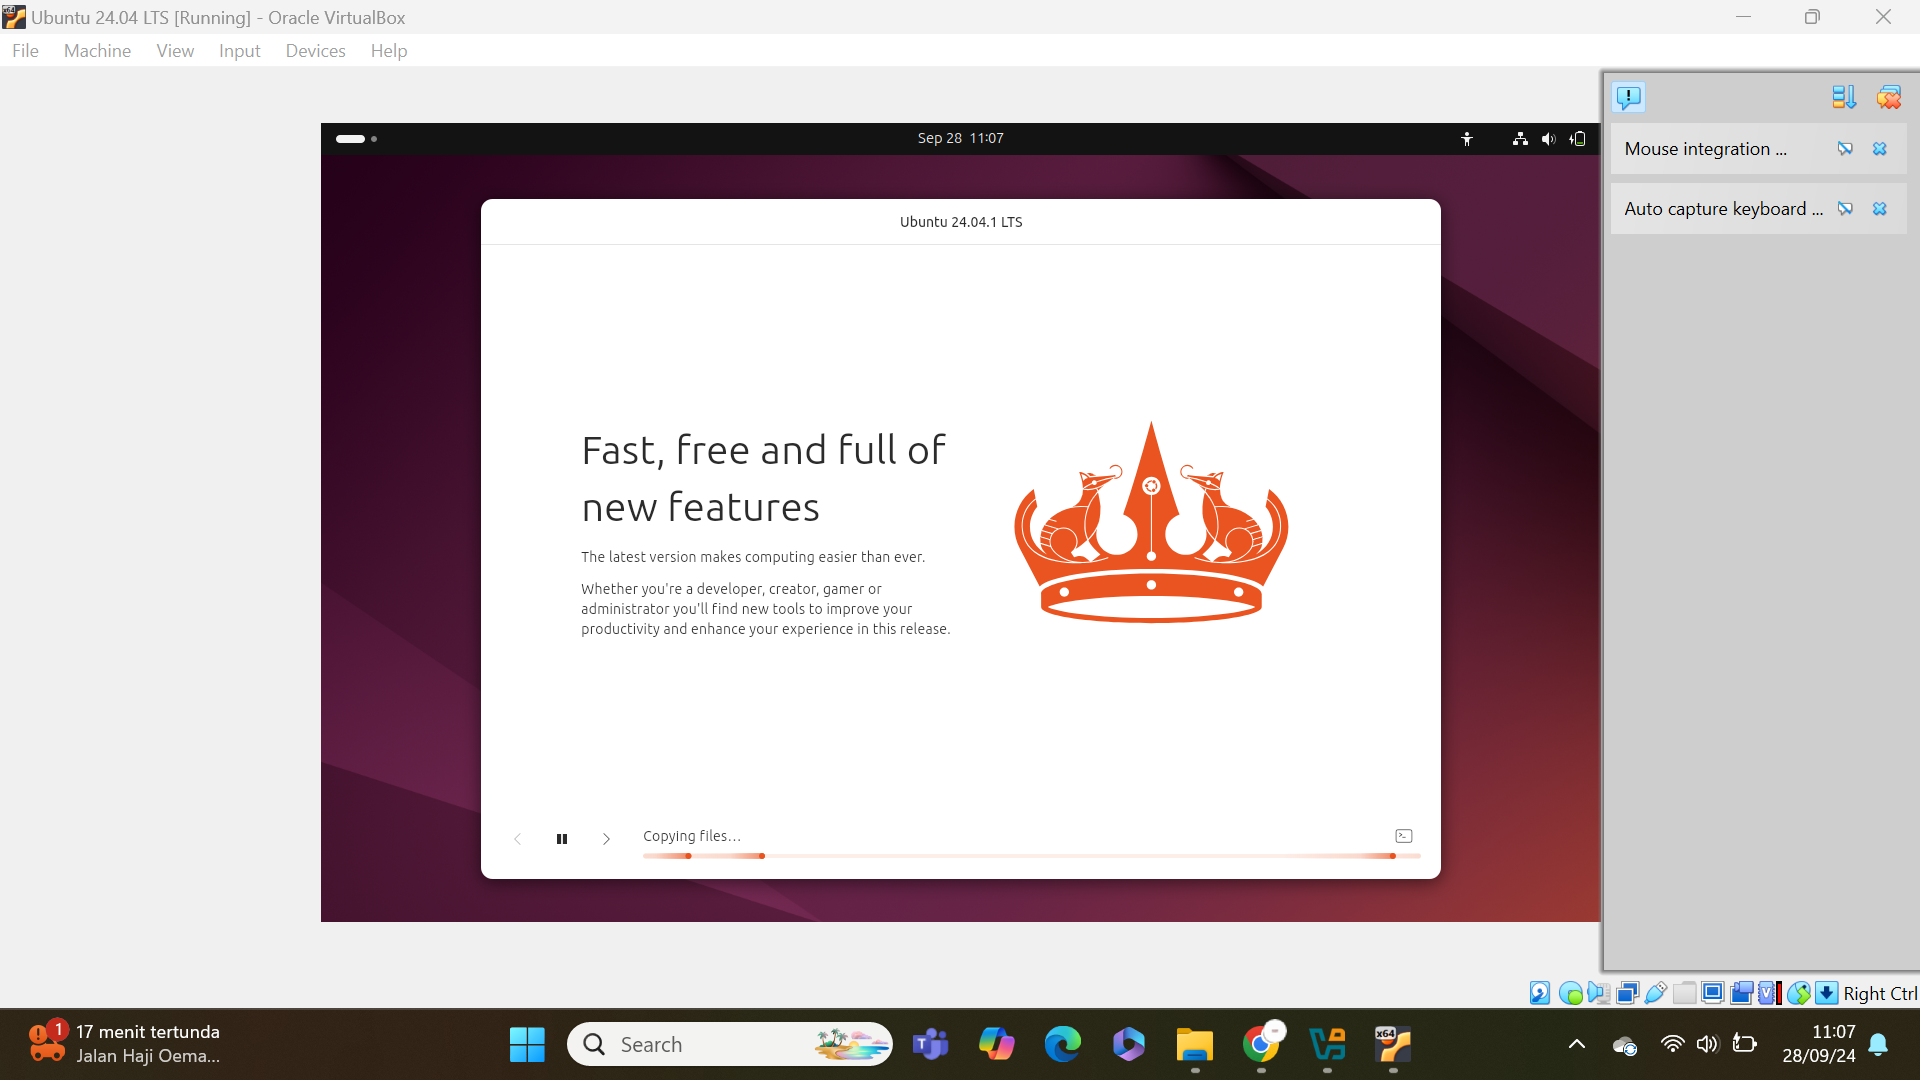 Ubuntu 24.04 LTS [Running] - Oracle VirtualBox
File Machine View Input Devices Help
Sep 28 11:07
Ubuntu 24.04.1 LTS
Fast, free and full of
new features
The latest version makes computing easier than ever.
Whether you're a developer, creator, gamer or
administrator you'll find new tools to improve your
productivity and enhance your experience in this release.
Copying files...
Mouse integration ...
Auto capture keyboard ...
Right Ctrl
1
17 menit tertunda
Jalan Haji Oema...
Search
x64
11:07
28/09/24